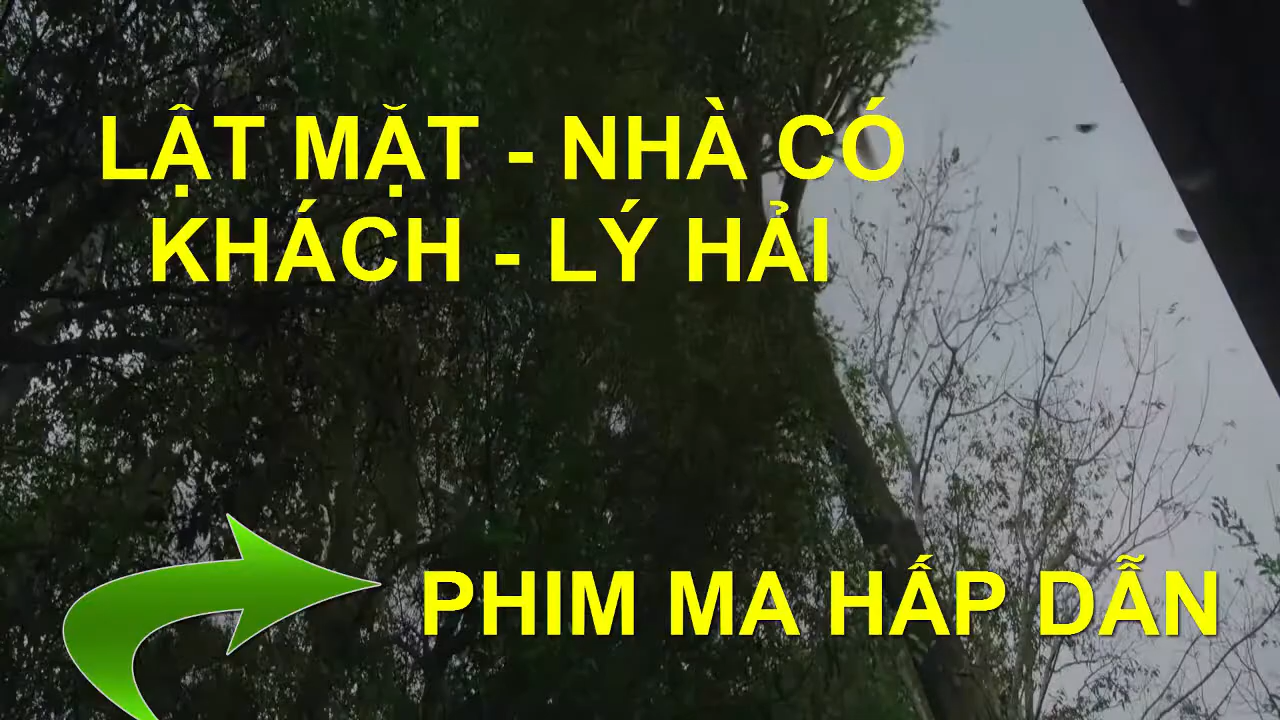 LẬT MẶT - NHÀ CÓ
KHÁCH - LÝ HẢI
PHIM MA HẤP DẪN